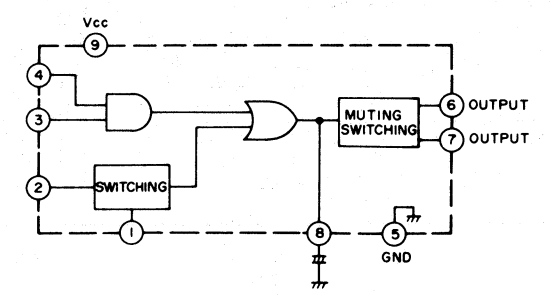 Vcc
9
4
3
2
SWITCHING
1
MUTING
SWITCHING
6 OUTPUT
7 OUTPUT
8
5
GND